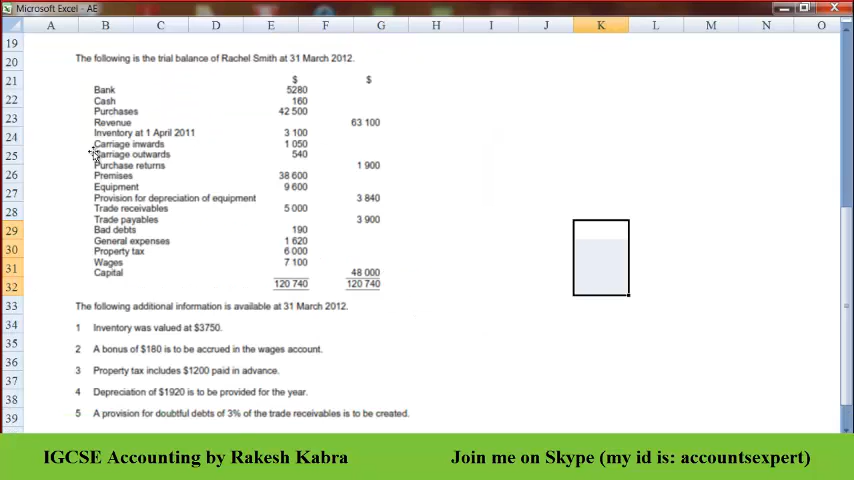 Microsoft Excel - AE
A B C D E F G H I J K L M N O
19
20 The following is the trial balance of Rachel Smith at 31 March 2012.
21 $ $
Bank 5280
22 Cash 160
Purchases 42 500
23 Revenue 63 100
24 Inventory at 1 April 2011 3 100
Carriage inwards 1 050
25 Carriage outwards 540
Purchase returns 1 900
26 Premises 38 600
27 Equipment 9 600
Provision for depreciation of equipment 3 840
28 Trade receivables 5 000
Trade payables 3 900
29 Bad debts 190
30 General expenses 1 620
Property tax 6 000
31 Wages 7 100
Capital 48 000
32 120 740 120 740
33 The following additional information is available at 31 March 2012.
34 1 Inventory was valued at $3750.
35 2 A bonus of $180 is to be accrued in the wages account.
36
37 3 Property tax includes $1200 paid in advance.
38 4 Depreciation of $1920 is to be provided for the year.
39 5 A provision for doubtful debts of 3% of the trade receivables is to be created.
IGCSE Accounting by Rakesh Kabra Join me on Skype (my id is: accountsexpert)